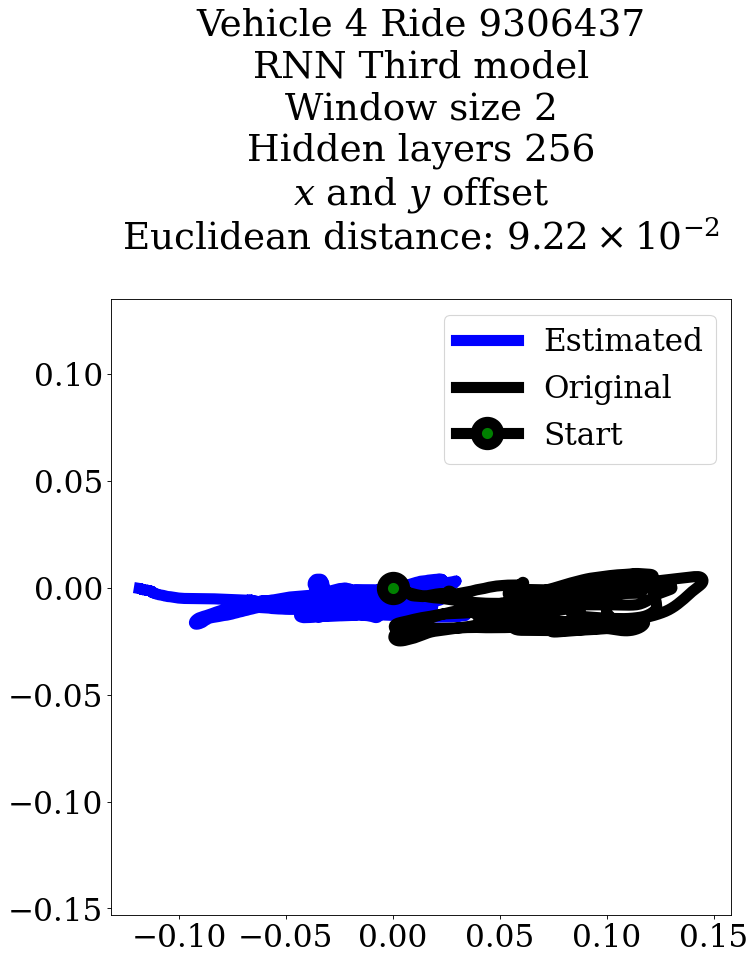 Vehicle 4 Ride 9306437
RNN Third model
Window size 2
Hidden layers 256
x and y offset
Euclidean distance: 9.22 × 10⁻²
Estimated
Original
Start
0.10
0.05
0.00
−0.05
−0.10
−0.15
−0.10 −0.05 0.00 0.05 0.10 0.15